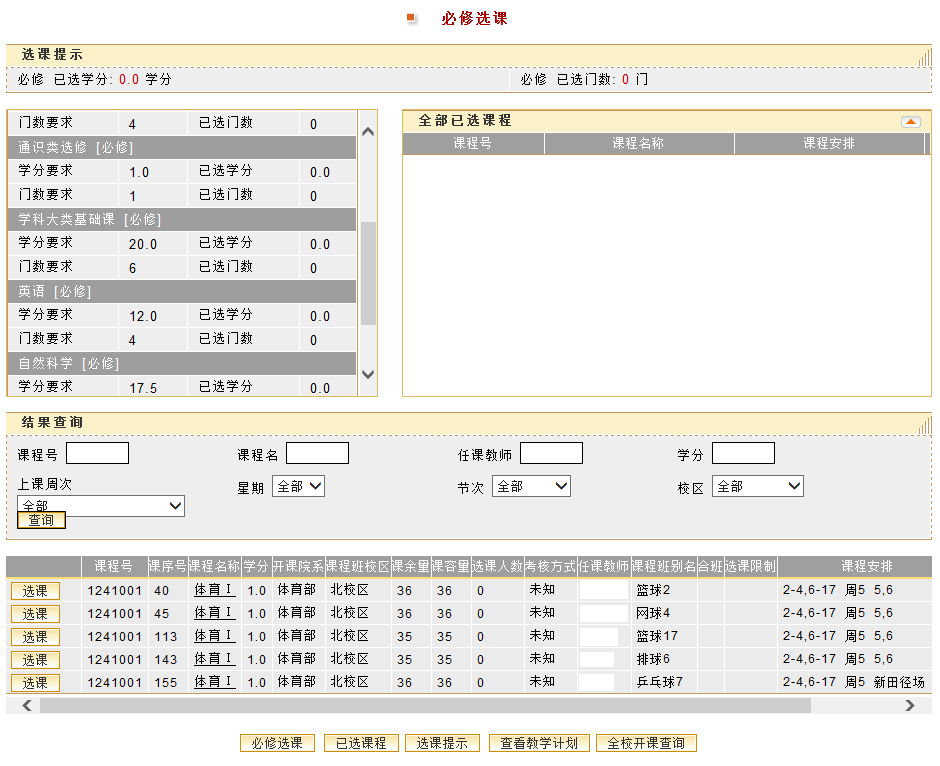 必修选课
选课提示
必修 已选学分: 0.0 学分 必修 已选门数: 0 门
门数要求 4 已选门数 0
通识类选修 [必修]
学分要求 1.0 已选学分 0.0
门数要求 1 已选门数 0
学科大类基础课 [必修]
学分要求 20.0 已选学分 0.0
门数要求 6 已选门数 0
英语 [必修]
学分要求 12.0 已选学分 0.0
门数要求 4 已选门数 0
自然科学 [必修]
学分要求 17.5 已选学分 0.0
全部已选课程
课程号 课程名称 课程安排
结果查询
课程号 课程名 任课教师 学分
上课周次 全部 星期 全部 节次 全部 校区 全部
查询
课程号 课序号 课程名称 学分 开课院系 课程班校区 课余量 课容量 选课人数 考核方式 任课教师 课程班别名 合班 选课限制 课程安排
选课 1241001 40 体育Ⅰ 1.0 体育部 北校区 36 36 0 未知 篮球2 2-4,6-17 周5 5,6
选课 1241001 45 体育Ⅰ 1.0 体育部 北校区 36 36 0 未知 网球4 2-4,6-17 周5 5,6
选课 1241001 113 体育Ⅰ 1.0 体育部 北校区 35 35 0 未知 篮球17 2-4,6-17 周5 5,6
选课 1241001 143 体育Ⅰ 1.0 体育部 北校区 35 35 0 未知 排球6 2-4,6-17 周5 5,6
选课 1241001 155 体育Ⅰ 1.0 体育部 北校区 36 36 0 未知 乒乓球7 2-4,6-17 周5 新田径场
必修选课 已选课程 选课提示 查看教学计划 全校开课查询